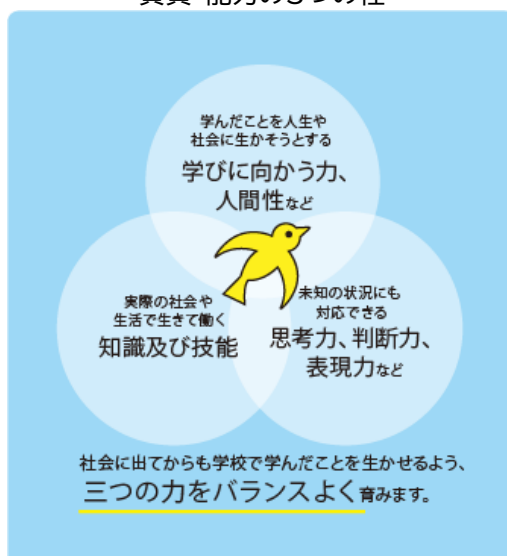 学んだことを人生や
社会に生かそうとする
学びに向かう力、
人間性など
実際の社会や
生活で生きて働く
知識及び技能
未知の状況にも
対応できる
思考力、判断力、
表現力など
社会に出てからも学校で学んだことを生かせるよう、
三つの力をバランスよく育みます。